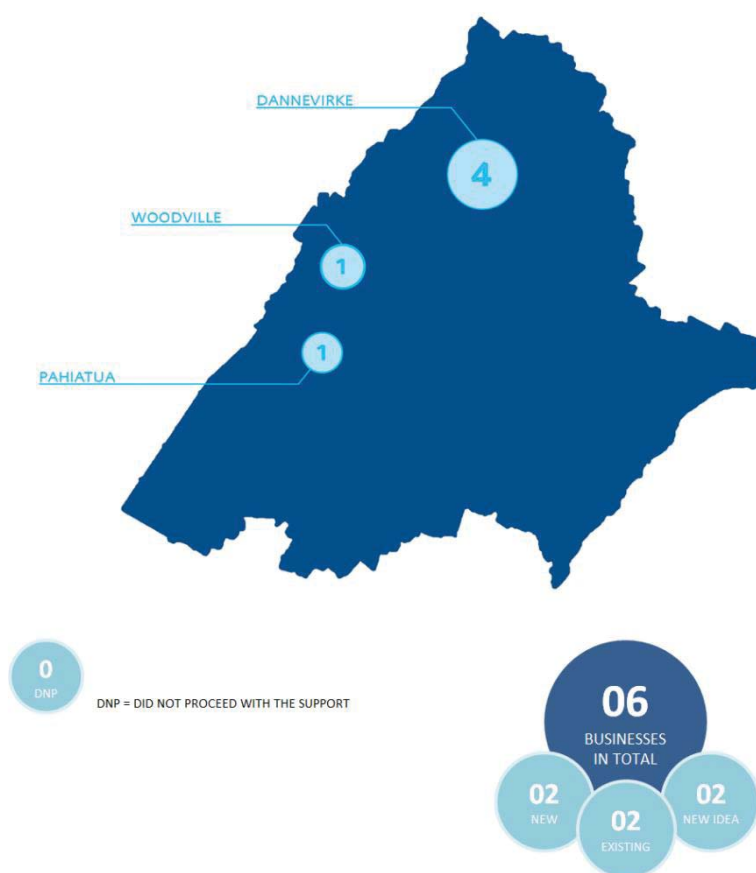 DANNEVIRKE
4
WOODVILLE
1
1
PAHIATUA
0
DNP
DNP = DID NOT PROCEED WITH THE SUPPORT
06
BUSINESSES
IN TOTAL
02
NEW
02
EXISTING
02
NEW IDEA